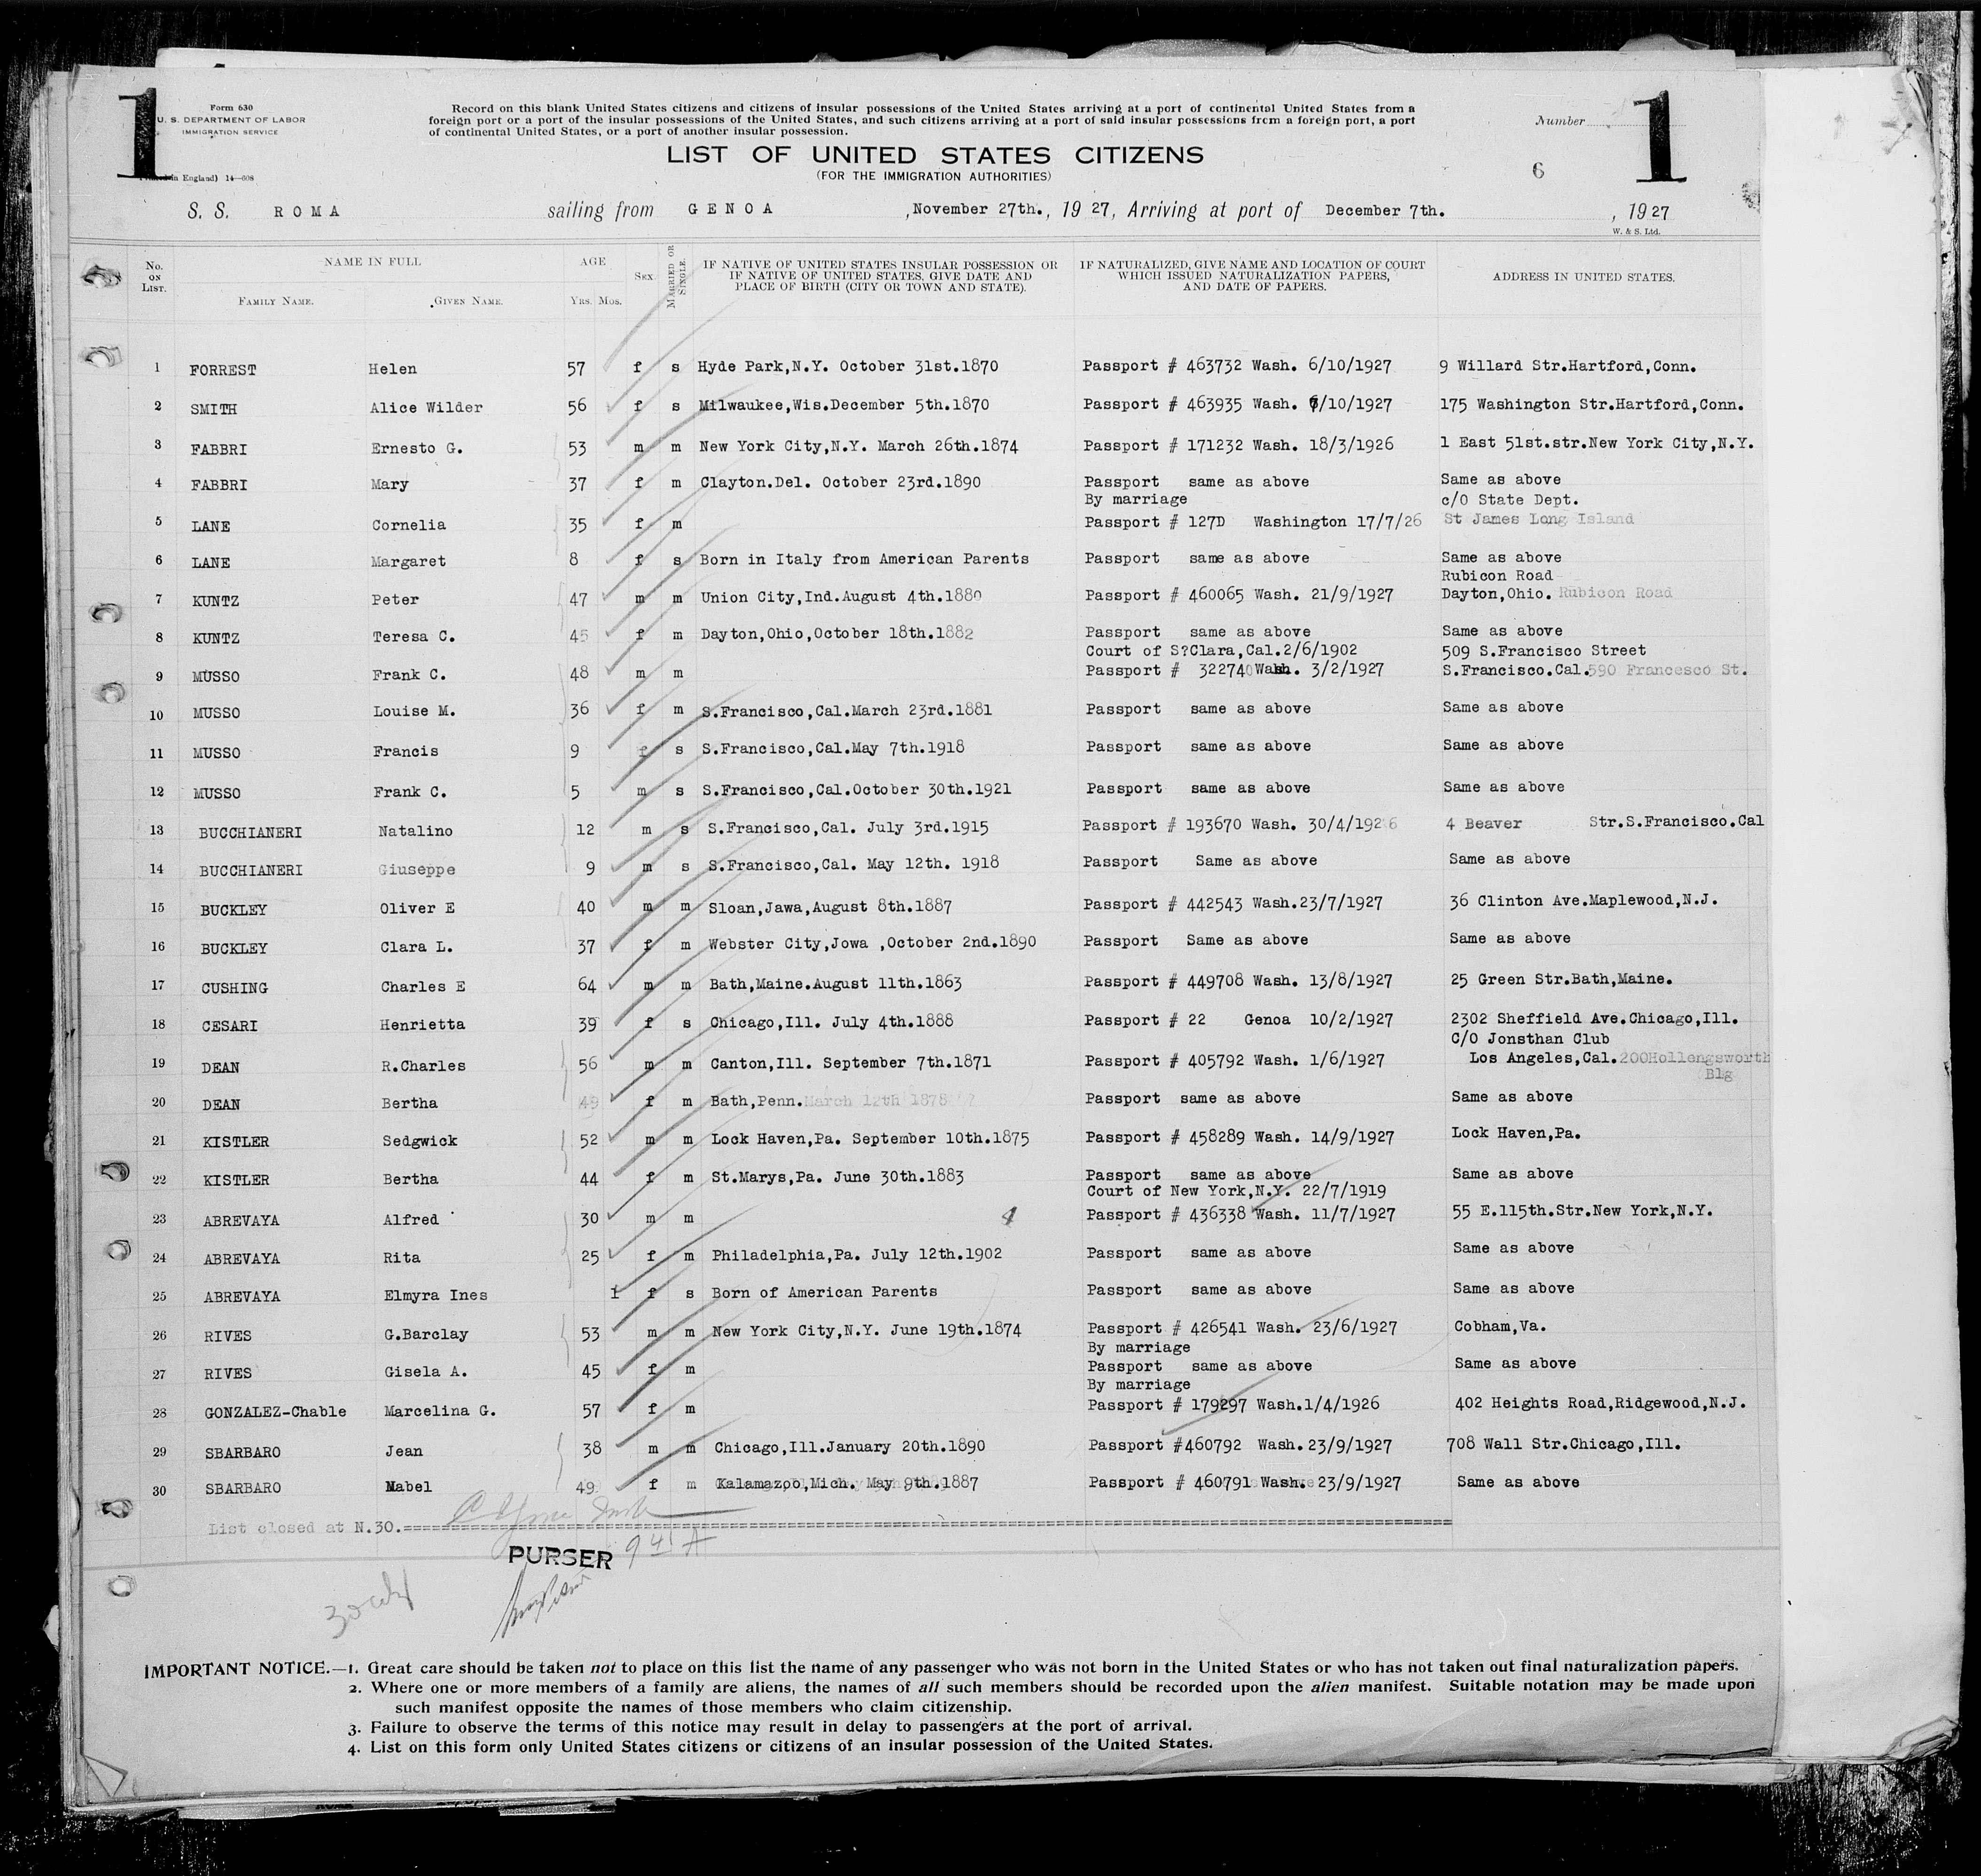 1
Form 630
U. S. DEPARTMENT OF LABOR
IMMIGRATION SERVICE
in England) 14—608
Record on this blank United States citizens and citizens of insular possessions of the United States arriving at a port of continental United States from a
foreign port or a port of the insular possessions of the United States, and such citizens arriving at a port of said insular possessions from a foreign port, a port
of continental United States, or a port of another insular possession.
Number
1
LIST OF UNITED STATES CITIZENS
(FOR THE IMMIGRATION AUTHORITIES)
6
S. S. ROMA sailing from GENOA ,November 27th., 1927, Arriving at port of December 7th. , 1927
W. & S. Ltd.
No. ON LIST. NAME IN FULL FAMILY NAME. GIVEN NAME. AGE YRS. MOS. SEX. MARRIED OR SINGLE. IF NATIVE OF UNITED STATES INSULAR POSSESSION OR IF NATIVE OF UNITED STATES, GIVE DATE AND PLACE OF BIRTH (CITY OR TOWN AND STATE). IF NATURALIZED, GIVE NAME AND LOCATION OF COURT WHICH ISSUED NATURALIZATION PAPERS, AND DATE OF PAPERS. ADDRESS IN UNITED STATES.
1 FORREST Helen 57 f s Hyde Park,N.Y. October 31st.1870 Passport # 463732 Wash. 6/10/1927 9 Willard Str.Hartford,Conn.
2 SMITH Alice Wilder 56 f s Milwaukee,Wis.December 5th.1870 Passport # 463935 Wash. 6/10/1927 175 Washington Str.Hartford,Conn.
3 FABBRI Ernesto G. 53 m m New York City,N.Y. March 26th.1874 Passport # 171232 Wash. 18/3/1926 1 East 51st.str.New York City,N.Y.
4 FABBRI Mary 37 f m Clayton.Del. October 23rd.1890 Passport same as above Same as above
By marriage c/O State Dept.
5 LANE Cornelia 35 f m Passport # 127D Washington 17/7/26 St James Long Island
6 LANE Margaret 8 f s Born in Italy from American Parents Passport same as above Same as above
Rubicon Road
7 KUNTZ Peter 47 m m Union City,Ind.August 4th.1880 Passport # 460065 Wash. 21/9/1927 Dayton,Ohio. Rubicon Road
8 KUNTZ Teresa C. 45 f m Dayton,Ohio,October 18th.1882 Passport same as above Same as above
Court of S?Clara,Cal.2/6/1902 509 S.Francisco Street
9 MUSSO Frank C. 48 m m Passport # 322740 Wash. 3/2/1927 S.Francisco.Cal.590 Francesco St.
10 MUSSO Louise M. 36 f m S.Francisco,Cal.March 23rd.1881 Passport same as above Same as above
11 MUSSO Francis 9 f s S.Francisco,Cal.May 7th.1918 Passport same as above Same as above
12 MUSSO Frank C. 5 m s S.Francisco,Cal.October 30th.1921 Passport same as above Same as above
13 BUCCHIANERI Natalino 12 m s S.Francisco,Cal. July 3rd.1915 Passport # 193670 Wash. 30/4/1926 4 Beaver Str.S.Francisco.Cal
14 BUCCHIANERI Giuseppe 9 m s S.Francisco,Cal. May 12th. 1918 Passport Same as above Same as above
15 BUCKLEY Oliver E 40 m m Sloan,Jawa,August 8th.1887 Passport # 442543 Wash.23/7/1927 36 Clinton Ave.Maplewood,N.J.
16 BUCKLEY Clara L. 37 f m Webster City,Jowa ,October 2nd.1890 Passport Same as above Same as above
17 CUSHING Charles E 64 m m Bath,Maine.August 11th.1863 Passport # 449708 Wash. 13/8/1927 25 Green Str.Bath,Maine.
18 CESARI Henrietta 39 f s Chicago,Ill. July 4th.1888 Passport # 22 Genoa 10/2/1927 2302 Sheffield Ave.Chicago,Ill.
C/O Jonsthan Club
19 DEAN R.Charles 56 m m Canton,Ill. September 7th.1871 Passport # 405792 Wash. 1/6/1927 Los Angeles,Cal.200Hollengsworth
Blg
20 DEAN Bertha 49 f m Bath,Penn.March 12th 1878 Passport same as above Same as above
21 KISTLER Sedgwick 52 m m Lock Haven,Pa. September 10th.1875 Passport # 458289 Wash. 14/9/1927 Lock Haven,Pa.
22 KISTLER Bertha 44 f m St.Marys,Pa. June 30th.1883 Passport same as above Same as above
Court of New York,N.Y. 22/7/1919
23 ABREVAYA Alfred 30 m m 4 Passport # 436338 Wash. 11/7/1927 55 E.115th.Str.New York,N.Y.
24 ABREVAYA Rita 25 f m Philadelphia,Pa. July 12th.1902 Passport same as above Same as above
25 ABREVAYA Elmyra Ines 1 f s Born of American Parents Passport same as above Same as above
26 RIVES G.Barclay 53 m m New York City,N.Y. June 19th.1874 Passport # 426541 Wash. 23/6/1927 Cobham,Va.
By marriage
27 RIVES Gisela A. 45 f m Passport same as above Same as above
By marriage
28 GONZALEZ-Chable Marcelina G. 57 f m Passport # 179297 Wash.1/4/1926 402 Heights Road,Ridgewood,N.J.
29 SBARBARO Jean 38 m m Chicago,Ill.January 20th.1890 Passport #460792 Wash.23/9/1927 708 Wall Str.Chicago,Ill.
30 SBARBARO Mabel 49 f m Kalamazoo,Mich. May 9th.1887 Passport # 460791 Wash. 23/9/1927 Same as above
List closed at N.30.
PURSER
IMPORTANT NOTICE.—1. Great care should be taken not to place on this list the name of any passenger who was not born in the United States or who has not taken out final naturalization papers.
2. Where one or more members of a family are aliens, the names of all such members should be recorded upon the alien manifest. Suitable notation may be made upon
such manifest opposite the names of those members who claim citizenship.
3. Failure to observe the terms of this notice may result in delay to passengers at the port of arrival.
4. List on this form only United States citizens or citizens of an insular possession of the United States.